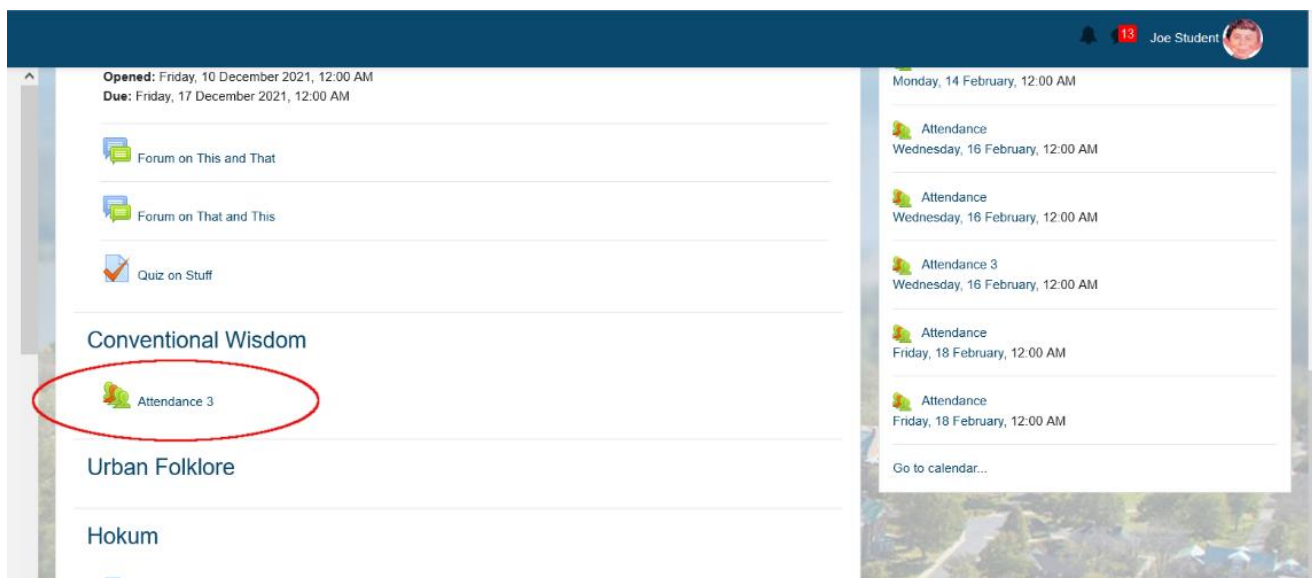 13 Joe Student
Opened: Friday, 10 December 2021, 12:00 AM
Due: Friday, 17 December 2021, 12:00 AM
Forum on This and That
Forum on That and This
Quiz on Stuff
Conventional Wisdom
Attendance 3
Urban Folklore
Hokum
Monday, 14 February, 12:00 AM
Attendance
Wednesday, 16 February, 12:00 AM
Attendance
Wednesday, 16 February, 12:00 AM
Attendance 3
Wednesday, 16 February, 12:00 AM
Attendance
Friday, 18 February, 12:00 AM
Attendance
Friday, 18 February, 12:00 AM
Go to calendar...